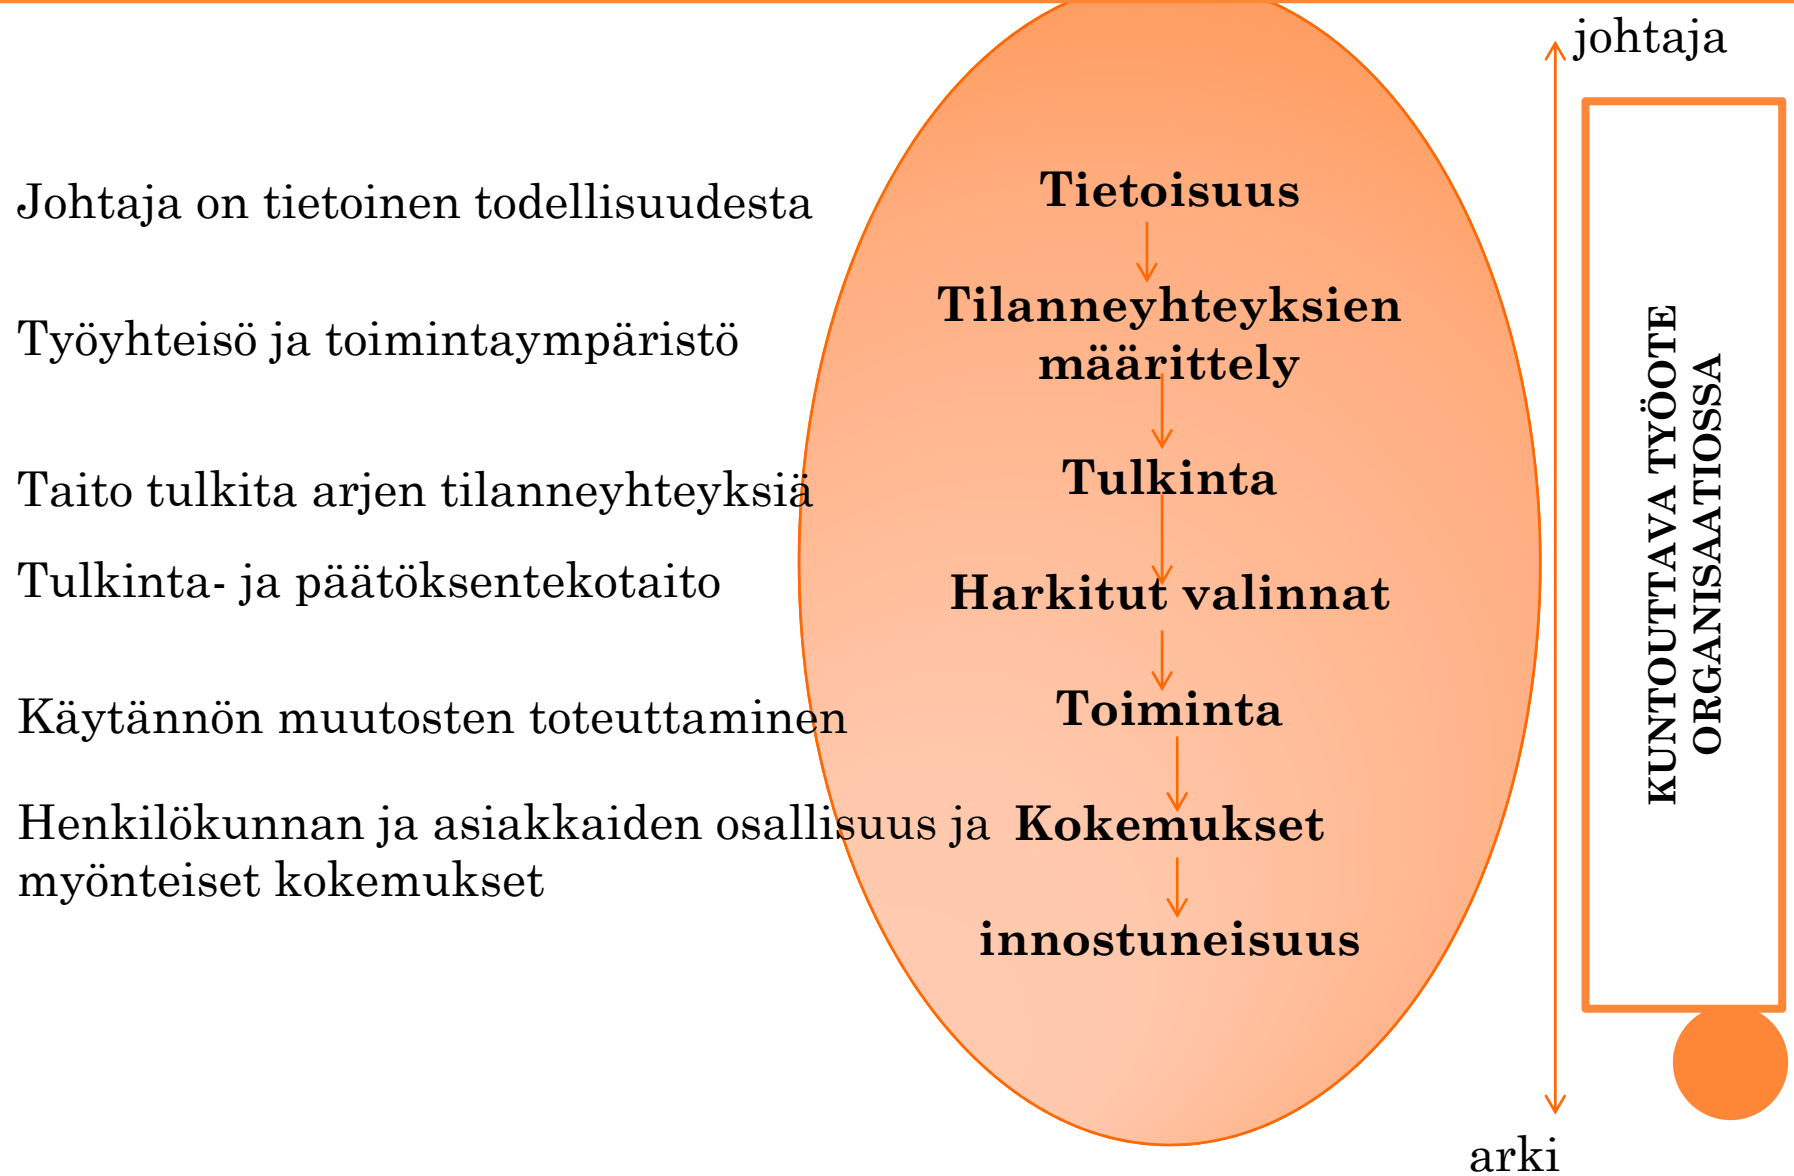 johtaja
Johtaja on tietoinen todellisuudesta
Tietoisuus
Työyhteisö ja toimintaympäristö
Tilanneyhteyksien
määrittely
Taito tulkita arjen tilanneyhteyksiä
Tulkinta
Tulkinta- ja päätöksentekotaito
Harkitut valinnat
Käytännön muutosten toteuttaminen
Toiminta
Henkilökunnan ja asiakkaiden osallisuus ja
myönteiset kokemukset
Kokemukset
innostuneisuus
KUNTOUTTAVA TYÖOTE
ORGANISAATIOSSA
arki